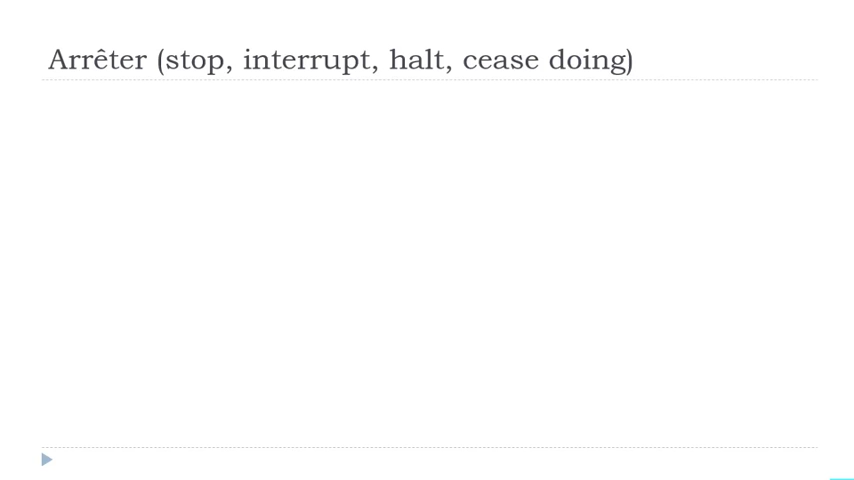 Arrêter (stop, interrupt, halt, cease doing)